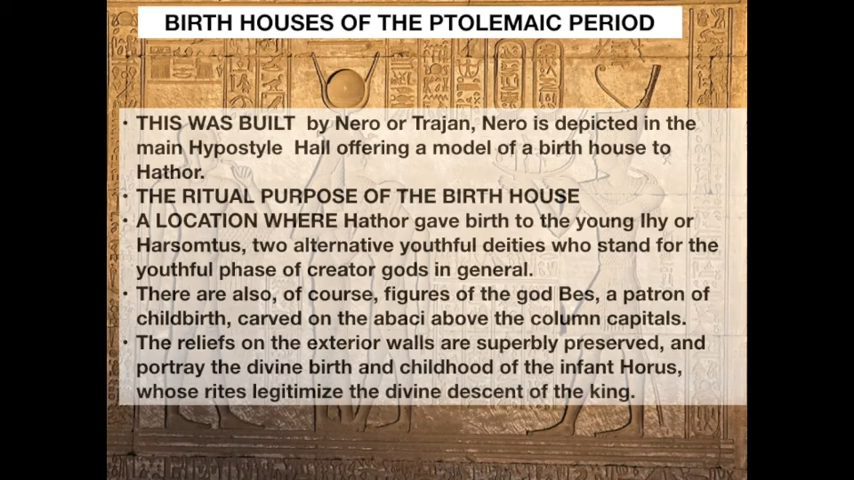 BIRTH HOUSES OF THE PTOLEMAIC PERIOD
• THIS WAS BUILT by Nero or Trajan, Nero is depicted in the
main Hypostyle Hall offering a model of a birth house to
Hathor.
• THE RITUAL PURPOSE OF THE BIRTH HOUSE
• A LOCATION WHERE Hathor gave birth to the young Ihy or
Harsomtus, two alternative youthful deities who stand for the
youthful phase of creator gods in general.
• There are also, of course, figures of the god Bes, a patron of
childbirth, carved on the abaci above the column capitals.
• The reliefs on the exterior walls are superbly preserved, and
portray the divine birth and childhood of the infant Horus,
whose rites legitimize the divine descent of the king.